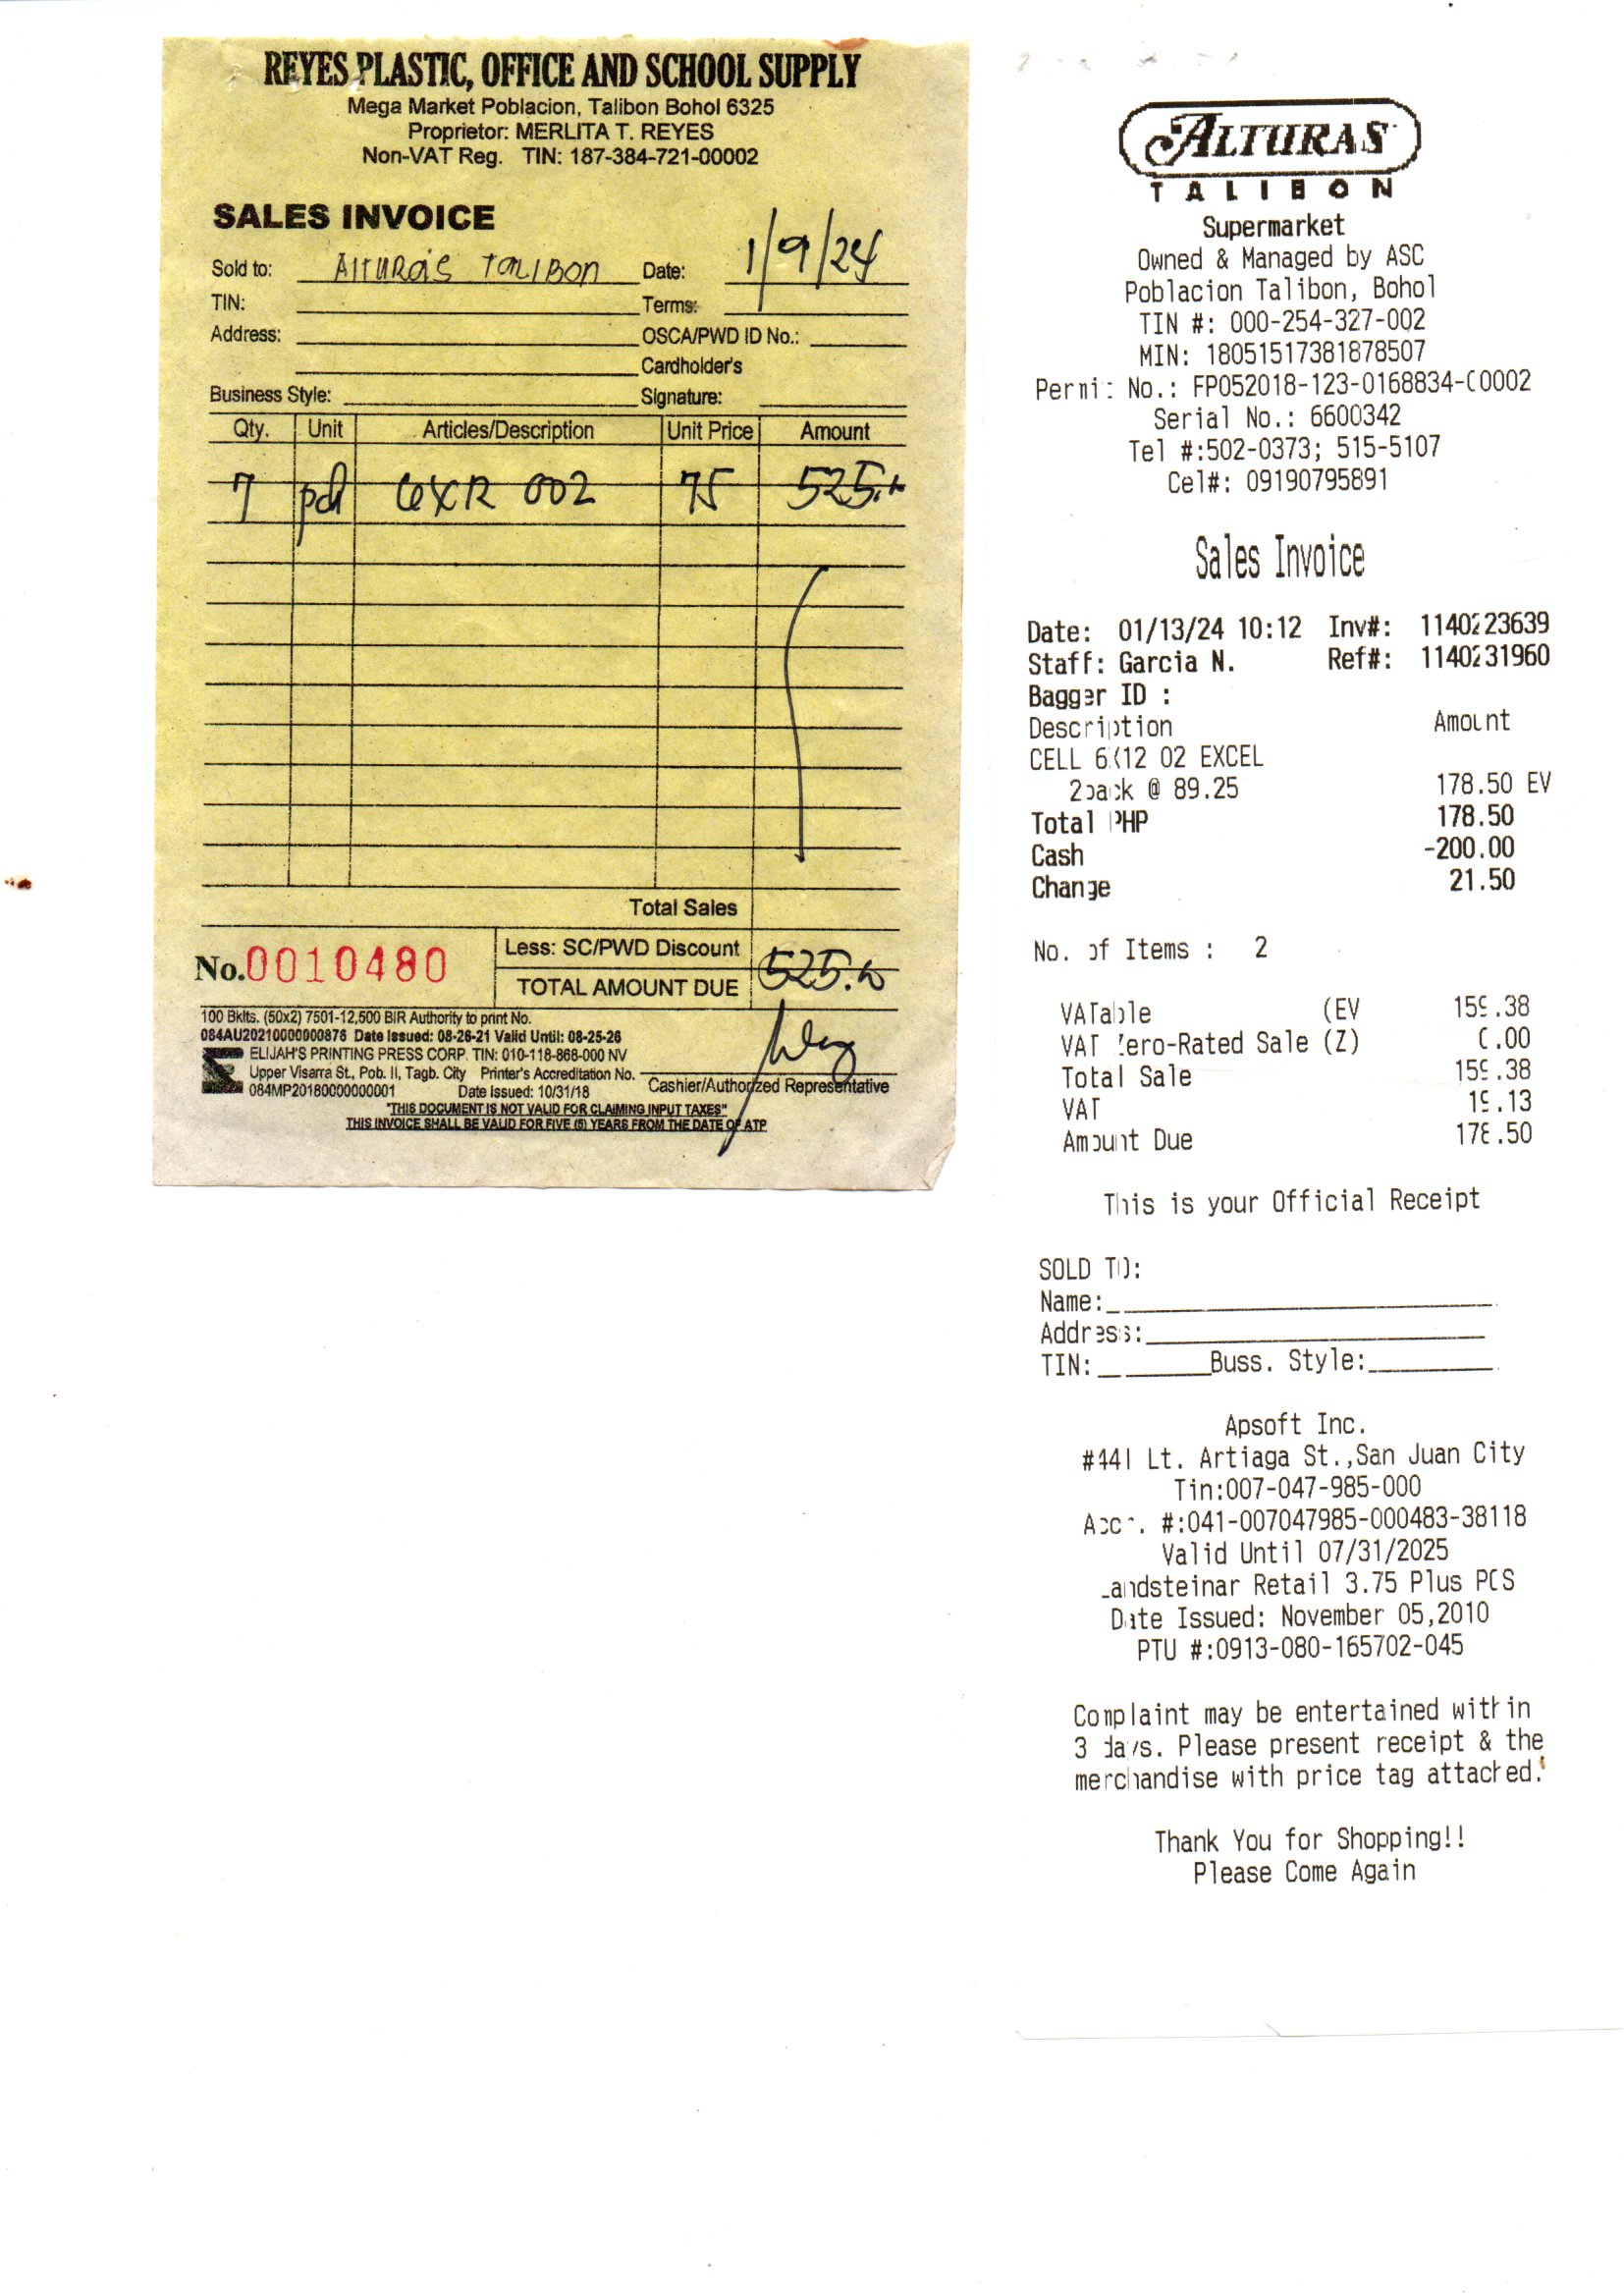 REYES PLASTIC, OFFICE AND SCHOOL SUPPLY
Mega Market Poblacion, Talibon Bohol 6325
Proprietor: MERLITA T. REYES
Non-VAT Reg. TIN: 187-384-721-00002
SALES INVOICE
Sold to: Alturas Talibon Date: 1/9/24
TIN: Terms:
Address: OSCA/PWD ID No.:
Cardholder's
Business Style: Signature:
Qty. Unit Articles/Description Unit Price Amount
7 002 75 525.
Total Sales
Less: SC/PWD Discount
No. 0010480
TOTAL AMOUNT DUE 525.
100 Bklts. (50x2) 7501-12,500 BIR Authority to print No.
084AU20210000000876 Date Issued: 08-26-21 Valid Until: 08-25-26
ELIJAH'S PRINTING PRESS CORP. TIN: 010-118-868-000 NV
Upper Visarra St., Pob. II, Tagb. City Printer's Accreditation No.
084MP20180000000001 Date Issued: 10/31/18
Cashier/Authorized Representative
"THIS DOCUMENT IS NOT VALID FOR CLAIMING INPUT TAXES"
THIS INVOICE SHALL BE VALID FOR FIVE (5) YEARS FROM THE DATE OF ATP
ALTURAS
TALIBON
Supermarket
Owned & Managed by ASC
Poblacion Talibon, Bohol
TIN #: 000-254-327-002
MIN: 18051517381878507
Permit No.: FP052018-123-0168834-00002
Serial No.: 6600342
Tel #:502-0373; 515-5107
Cel#: 09190795891
Sales Invoice
Date: 01/13/24 10:12 Inv#: 1140223639
Staff: Garcia N. Ref#: 1140231960
Bagger ID :
Description Amount
CELL 6X12 02 EXCEL
2pack @ 89.25 178.50 EV
Total PHP 178.50
Cash -200.00
Change 21.50
No. of Items : 2
VATable (EV 159.38
VAT Zero-Rated Sale (Z) 0.00
Total Sale 159.38
VAT 19.13
Amount Due 178.50
This is your Official Receipt
SOLD TO:
Name:
Address:
TIN: Buss. Style:
Apsoft Inc.
#441 Lt. Artiaga St.,San Juan City
Tin:007-047-985-000
Accr. #:041-007047985-000483-38118
Valid Until 07/31/2025
Landsteinar Retail 3.75 Plus POS
Date Issued: November 05,2010
PTU #:0913-080-165702-045
Complaint may be entertained within
3 days. Please present receipt & the
merchandise with price tag attached.
Thank You for Shopping!!
Please Come Again